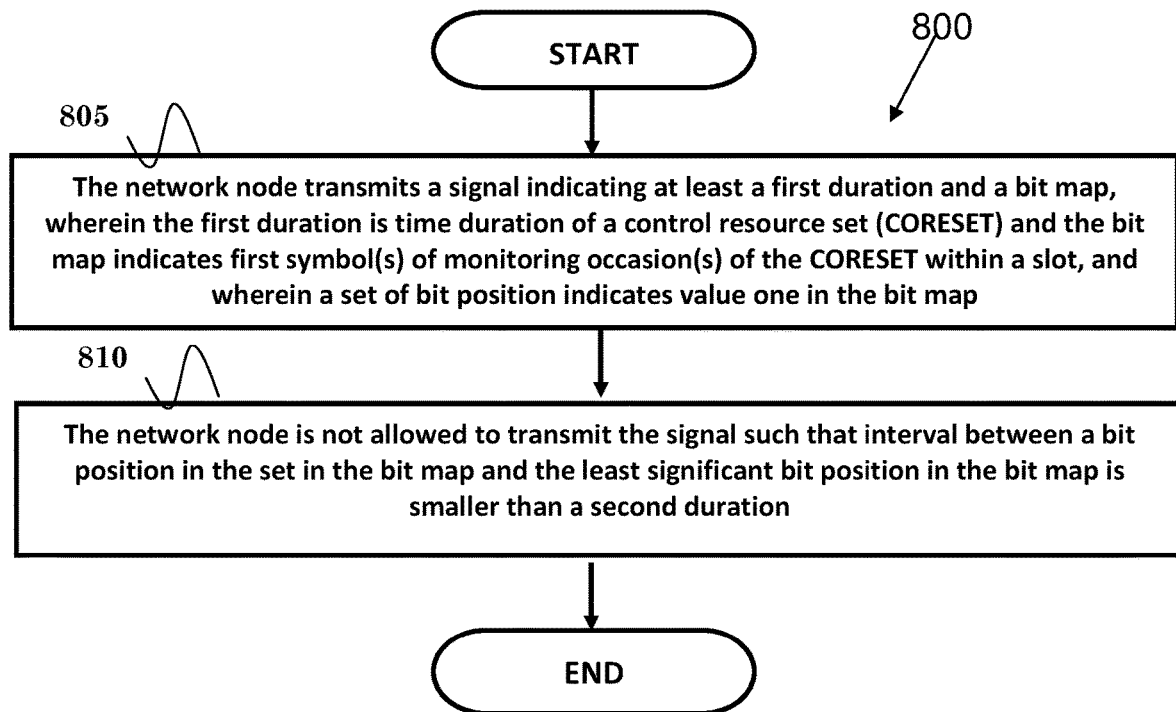 START
800
805
The network node transmits a signal indicating at least a first duration and a bit map,
wherein the first duration is time duration of a control resource set (CORESET) and the bit
map indicates first symbol(s) of monitoring occasion(s) of the CORESET within a slot, and
wherein a set of bit position indicates value one in the bit map
810
The network node is not allowed to transmit the signal such that interval between a bit
position in the set in the bit map and the least significant bit position in the bit map is
smaller than a second duration
END